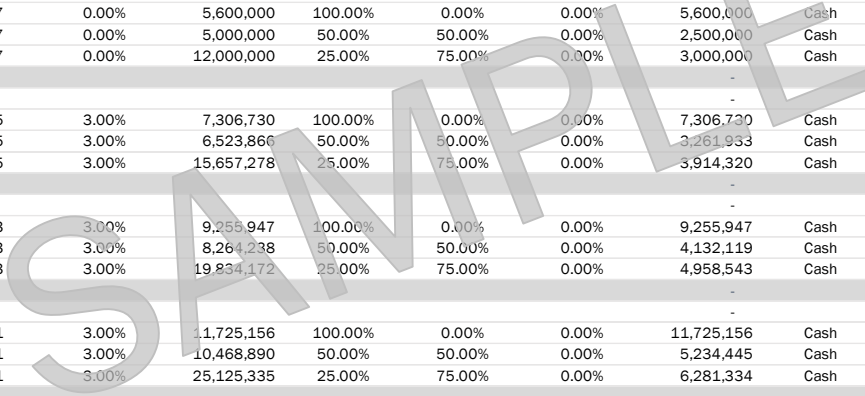 7 0.00% 5,600,000 100.00% 0.00% 0.00% 5,600,000 Cash
7 0.00% 5,000,000 50.00% 50.00% 0.00% 2,500,000 Cash
7 0.00% 12,000,000 25.00% 75.00% 0.00% 3,000,000 Cash
-
-
5 3.00% 7,306,730 100.00% 0.00% 0.00% 7,306,730 Cash
5 3.00% 6,523,866 50.00% 50.00% 0.00% 3,261,933 Cash
5 3.00% 15,657,278 25.00% 75.00% 0.00% 3,914,320 Cash
-
-
3 3.00% 9,255,947 100.00% 0.00% 0.00% 9,255,947 Cash
3 3.00% 8,264,238 50.00% 50.00% 0.00% 4,132,119 Cash
3 3.00% 19,834,172 25.00% 75.00% 0.00% 4,958,543 Cash
-
-
1 3.00% 11,725,156 100.00% 0.00% 0.00% 11,725,156 Cash
1 3.00% 10,468,890 50.00% 50.00% 0.00% 5,234,445 Cash
1 3.00% 25,125,335 25.00% 75.00% 0.00% 6,281,334 Cash
SAMPLE